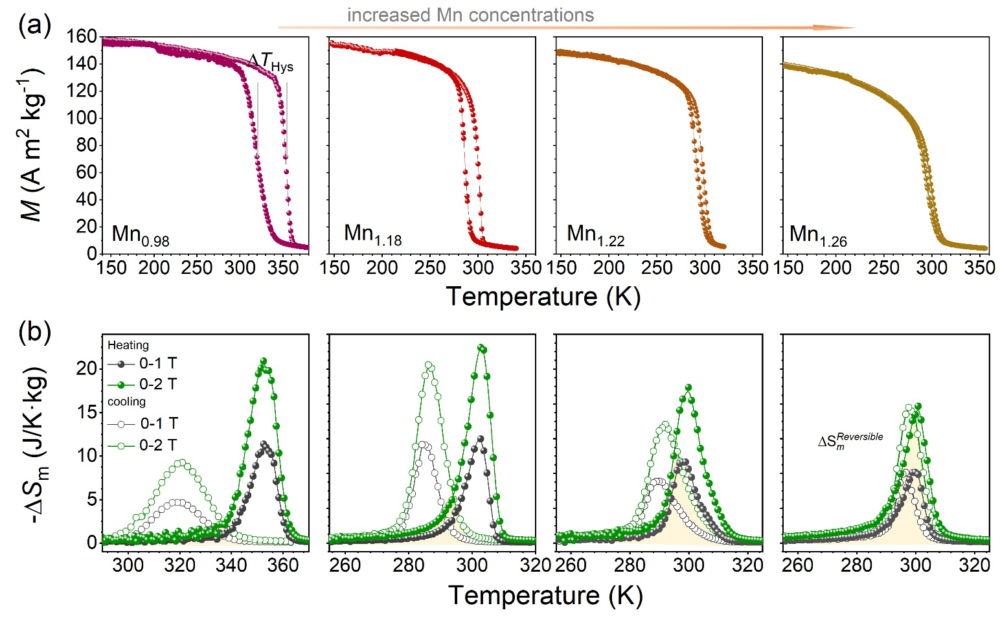 (a)
increased Mn concentrations
160
140
120
100
80
60
40
20
0
M (A m² kg⁻¹)
ΔT_Hys
Mn₀.₉₈
Mn₁.₁₈
Mn₁.₂₂
Mn₁.₂₆
150 200 250 300 350
150 200 250 300 350
150 200 250 300 350
150 200 250 300 350
Temperature (K)
(b)
20
15
10
5
0
-ΔSₘ (J/K·kg)
Heating
0-1 T
0-2 T
cooling
0-1 T
0-2 T
ΔSₘ^Reversible
300 320 340 360
260 280 300 320
260 280 300 320
260 280 300 320
Temperature (K)